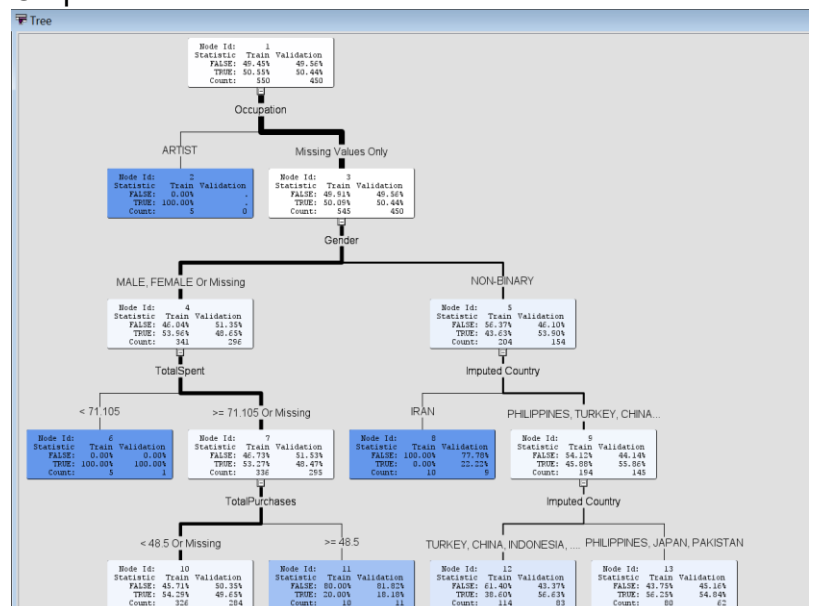 Tree
Node Id: 1
Statistic Train Validation
FALSE: 49.45% 49.56%
TRUE: 50.55% 50.44%
Count: 550 450
Occupation
ARTIST
Missing Values Only
Node Id: 2
Statistic Train Validation
FALSE: 0.00% .
TRUE: 100.00% .
Count: 5 0
Node Id: 3
Statistic Train Validation
FALSE: 49.91% 49.56%
TRUE: 50.09% 50.44%
Count: 545 450
Gender
MALE, FEMALE Or Missing
NON-BINARY
Node Id: 4
Statistic Train Validation
FALSE: 46.04% 51.35%
TRUE: 53.96% 48.65%
Count: 341 296
Node Id: 5
Statistic Train Validation
FALSE: 56.37% 46.10%
TRUE: 43.63% 53.90%
Count: 204 154
TotalSpent
Imputed Country
< 71.105
>= 71.105 Or Missing
IRAN
PHILIPPINES, TURKEY, CHINA...
Node Id: 6
Statistic Train Validation
FALSE: 0.00% 0.00%
TRUE: 100.00% 100.00%
Count: 5 1
Node Id: 7
Statistic Train Validation
FALSE: 46.73% 51.53%
TRUE: 53.27% 48.47%
Count: 336 295
Node Id: 8
Statistic Train Validation
FALSE: 100.00% 77.78%
TRUE: 0.00% 22.22%
Count: 10 9
Node Id: 9
Statistic Train Validation
FALSE: 54.12% 44.14%
TRUE: 45.88% 55.86%
Count: 194 145
TotalPurchases
Imputed Country
< 48.5 Or Missing
>= 48.5
TURKEY, CHINA, INDONESIA, ...
PHILIPPINES, JAPAN, PAKISTAN
Node Id: 10
Statistic Train Validation
FALSE: 45.71% 50.35%
TRUE: 54.29% 49.65%
Count: 326 284
Node Id: 11
Statistic Train Validation
FALSE: 80.00% 81.82%
TRUE: 20.00% 18.18%
Count: 10 11
Node Id: 12
Statistic Train Validation
FALSE: 61.40% 43.37%
TRUE: 38.60% 56.63%
Count: 114 83
Node Id: 13
Statistic Train Validation
FALSE: 43.75% 45.16%
TRUE: 56.25% 54.84%
Count: 80 62